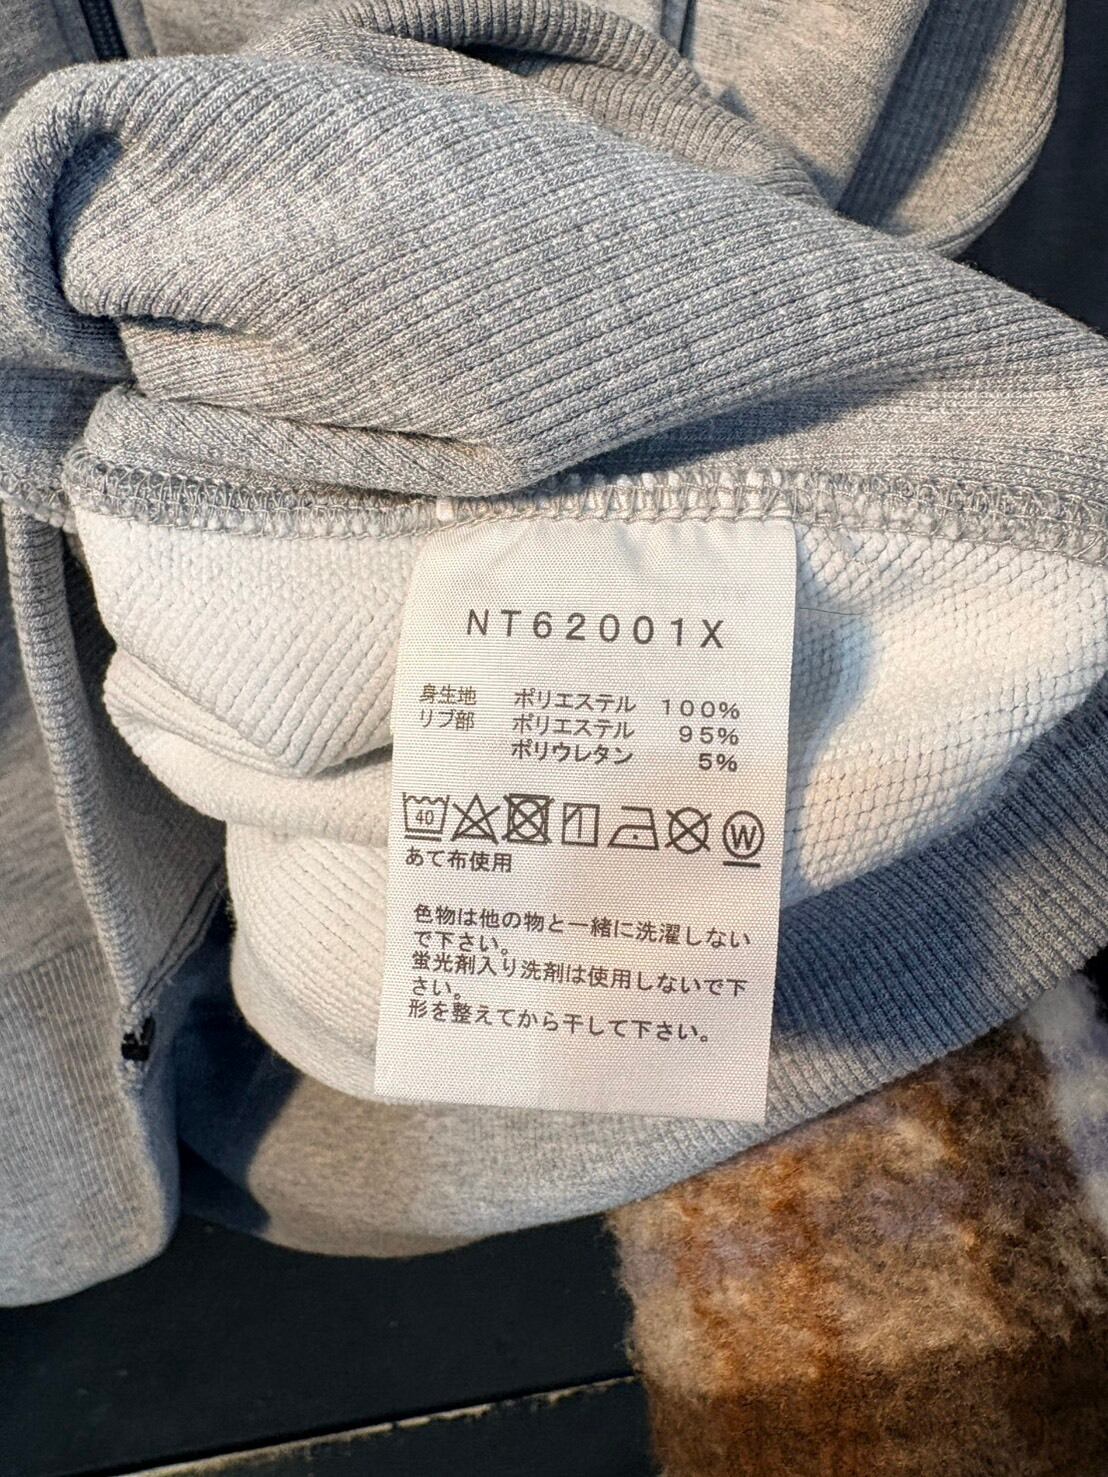 NT62001X
身生地 ポリエステル 100%
リブ部 ポリエステル 95%
ポリウレタン 5%
40 W
あて布使用
色物は他の物と一緒に洗濯しない
で下さい。
蛍光剤入り洗剤は使用しないで下
さい。
形を整えてから干して下さい。